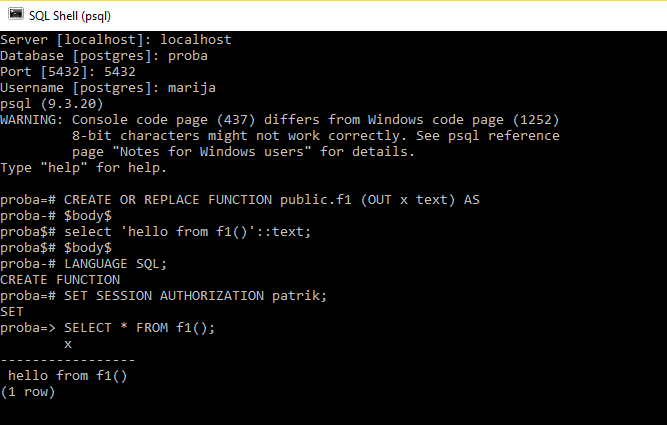 SQL Shell (psql)
Server [localhost]: localhost
Database [postgres]: proba
Port [5432]: 5432
Username [postgres]: marija
psql (9.3.20)
WARNING: Console code page (437) differs from Windows code page (1252)
         8-bit characters might not work correctly. See psql reference
         page "Notes for Windows users" for details.
Type "help" for help.

proba=# CREATE OR REPLACE FUNCTION public.f1 (OUT x text) AS
proba-# $body$
proba$# select 'hello from f1()'::text;
proba$# $body$
proba-# LANGUAGE SQL;
CREATE FUNCTION
proba=# SET SESSION AUTHORIZATION patrik;
SET
proba=> SELECT * FROM f1();
        x
-----------------
 hello from f1()
(1 row)